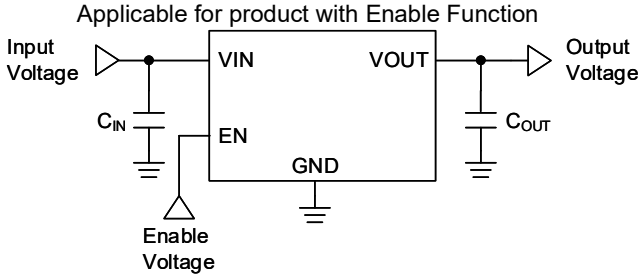 Applicable for product with Enable Function
Input
Voltage
VIN
VOUT
Output
Voltage
CIN
EN
COUT
GND
Enable
Voltage